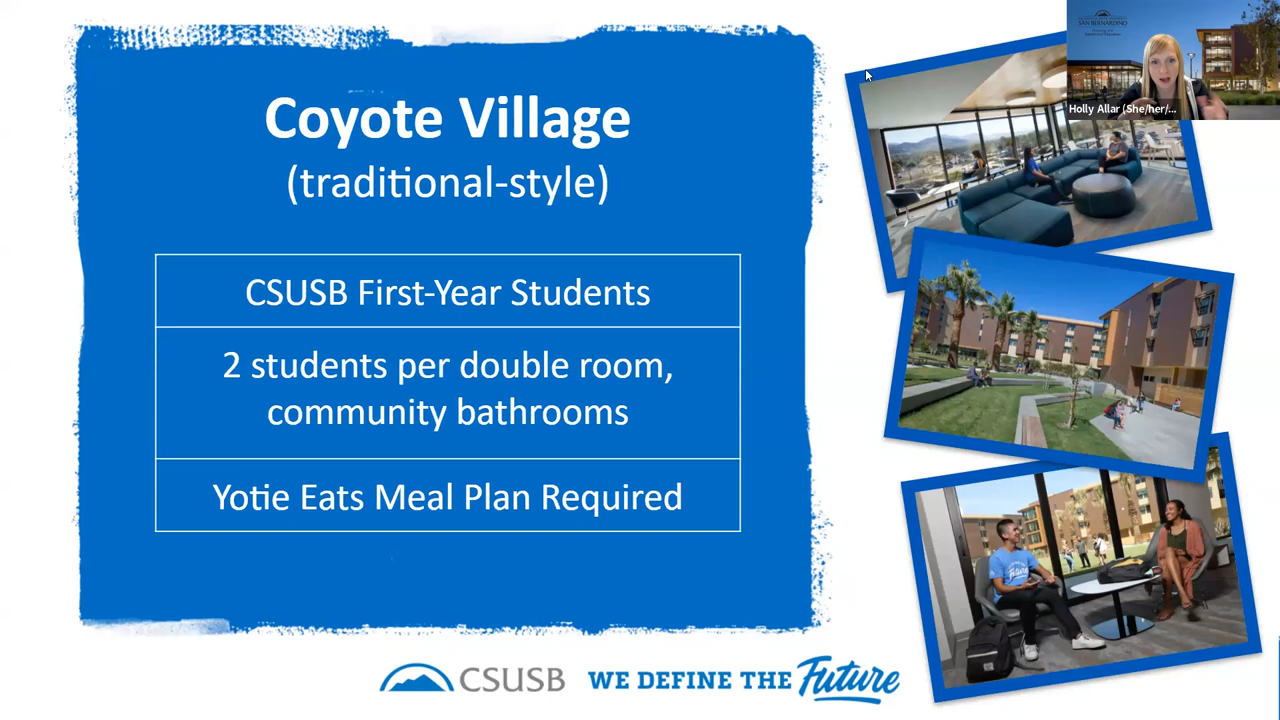 Coyote Village
(traditional-style)
CSUSB First-Year Students
2 students per double room,
community bathrooms
Yotie Eats Meal Plan Required
SAN BERNARDINO
Holly Allar (She/her/...
CSUSB WE DEFINE THE Future